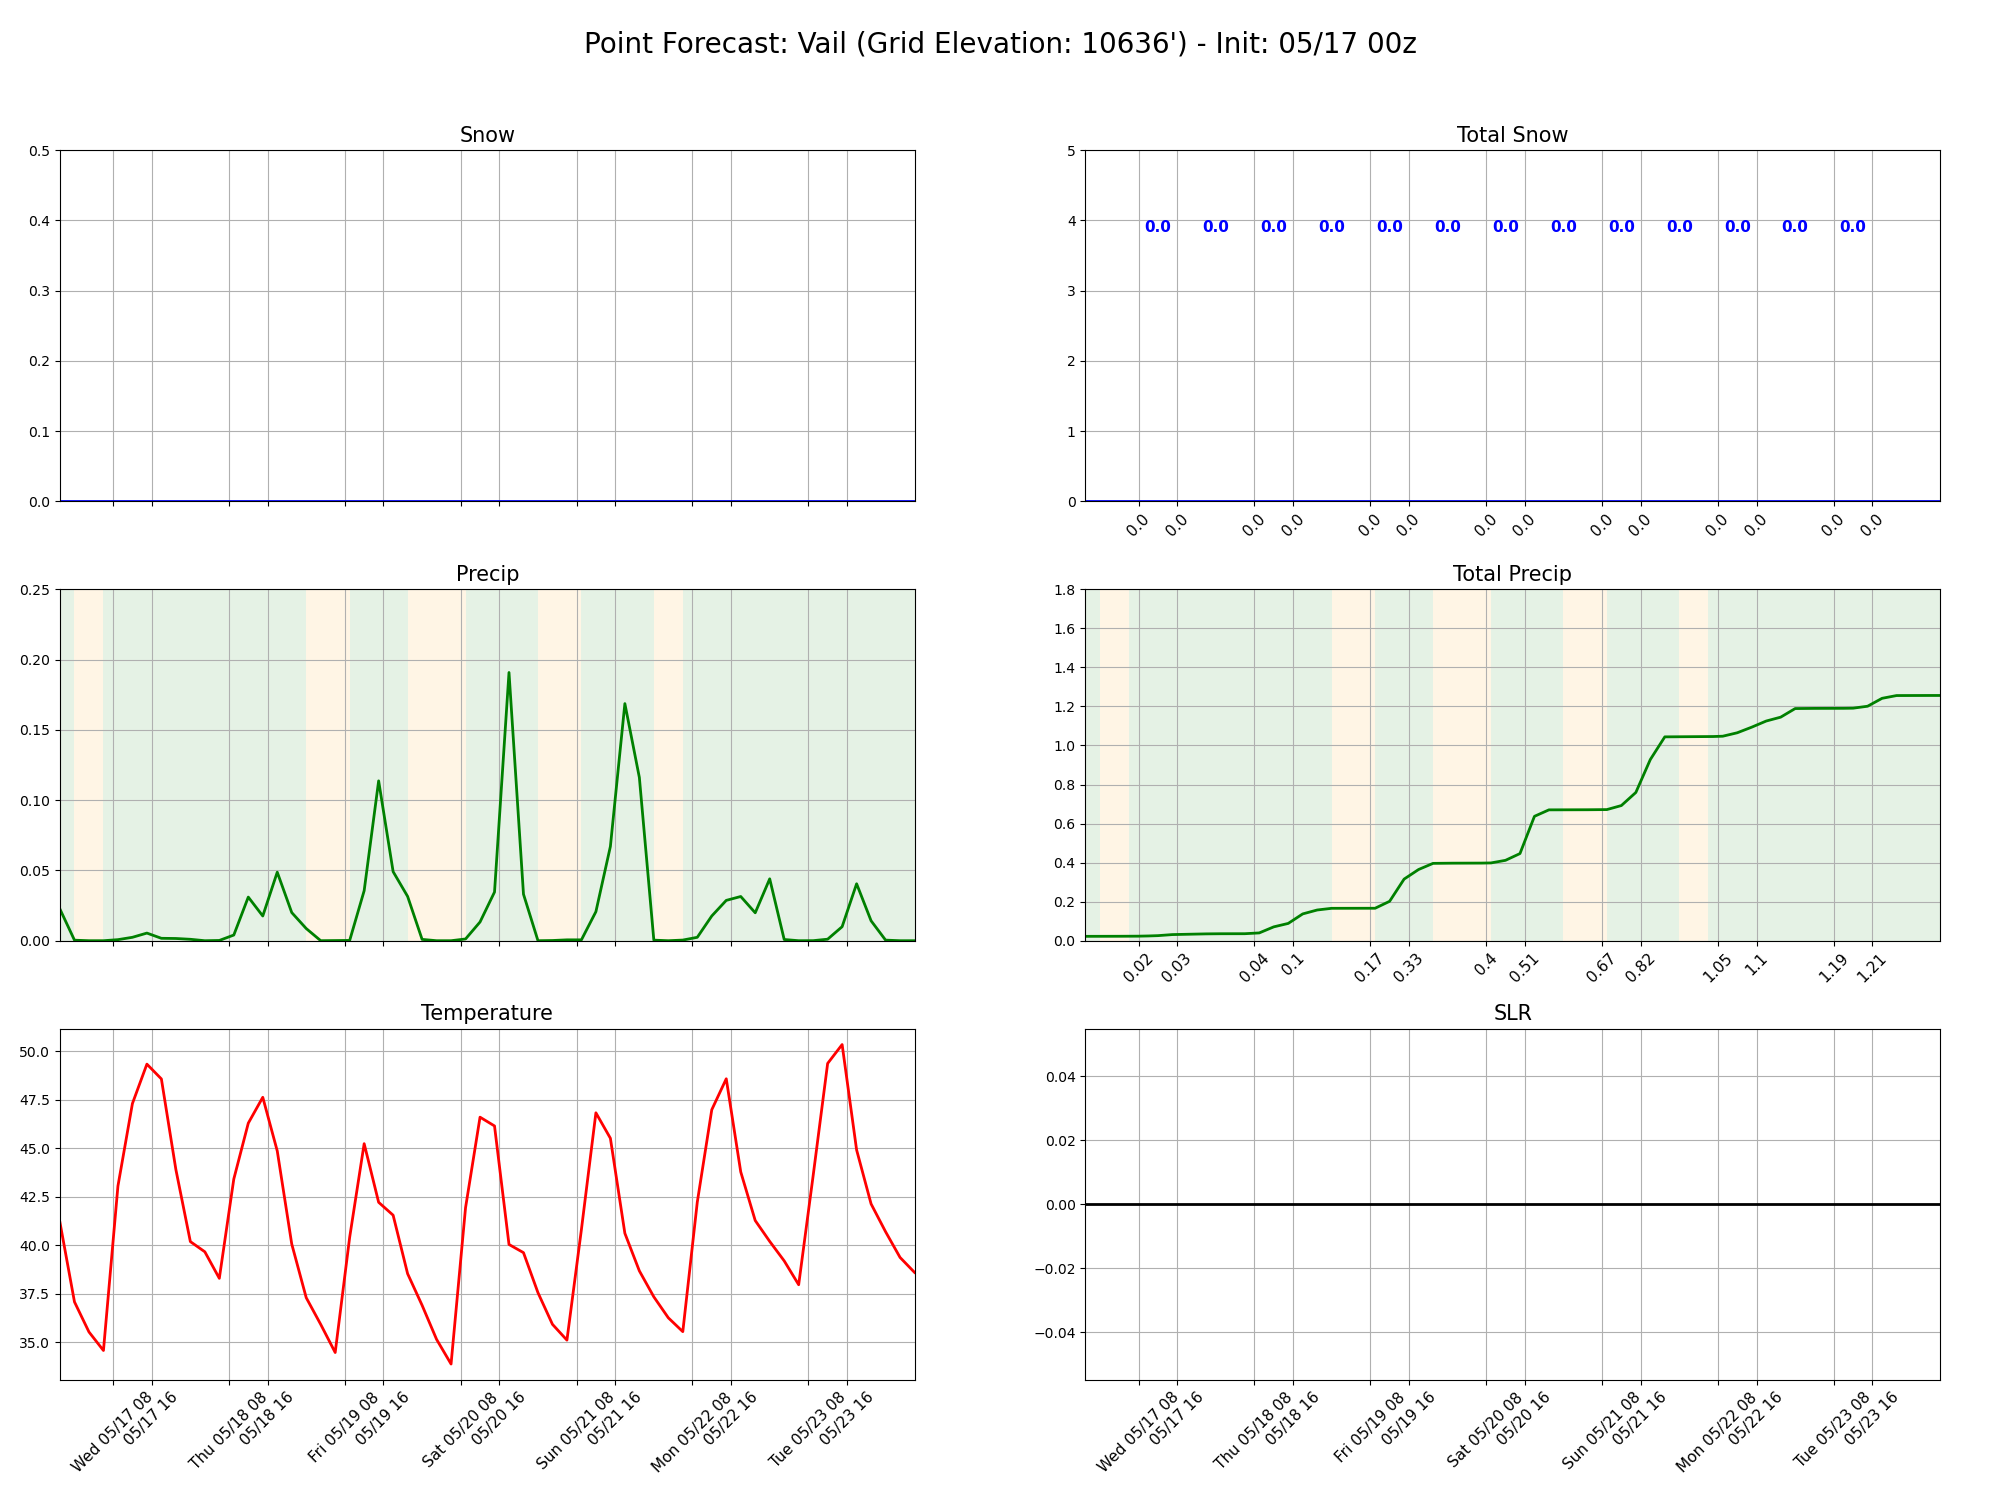 Point Forecast: Vail (Grid Elevation: 10636') - Init: 05/17 00z
Snow
0.5
0.4
0.3
0.2
0.1
0.0
Total Snow
5
4
3
2
1
0
0.0 0.0 0.0 0.0 0.0 0.0 0.0 0.0 0.0 0.0 0.0 0.0 0.0
0.0 0.0 0.0 0.0 0.0 0.0 0.0 0.0 0.0 0.0 0.0 0.0 0.0 0.0
Precip
0.25
0.20
0.15
0.10
0.05
0.00
Total Precip
1.8
1.6
1.4
1.2
1.0
0.8
0.6
0.4
0.2
0.0
0.02 0.03 0.04 0.1 0.17 0.33 0.4 0.51 0.67 0.82 1.05 1.1 1.19 1.21
Temperature
50.0
47.5
45.0
42.5
40.0
37.5
35.0
Wed 05/17 08
05/17 16
Thu 05/18 08
05/18 16
Fri 05/19 08
05/19 16
Sat 05/20 08
05/20 16
Sun 05/21 08
05/21 16
Mon 05/22 08
05/22 16
Tue 05/23 08
05/23 16
SLR
0.04
0.02
0.00
−0.02
−0.04
Wed 05/17 08
05/17 16
Thu 05/18 08
05/18 16
Fri 05/19 08
05/19 16
Sat 05/20 08
05/20 16
Sun 05/21 08
05/21 16
Mon 05/22 08
05/22 16
Tue 05/23 08
05/23 16